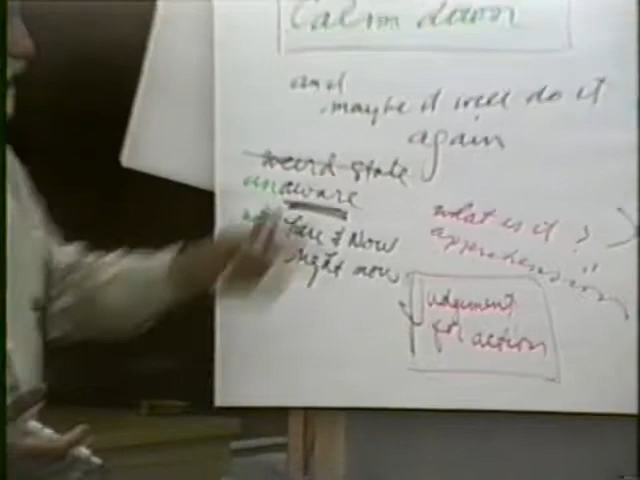 Calm down
and
maybe it will do it
again
weird state
unaware
here & Now
right now
what is it?
apprehension
judgement
for action